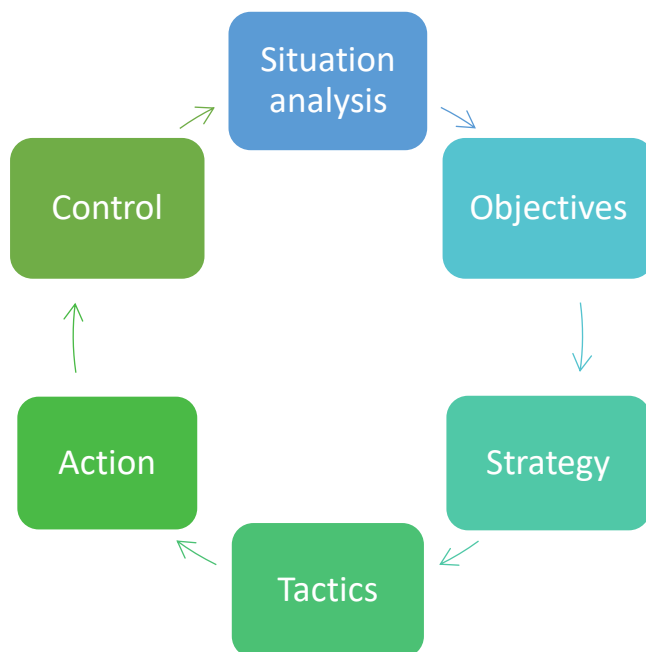 Situation
analysis
Objectives
Strategy
Tactics
Action
Control